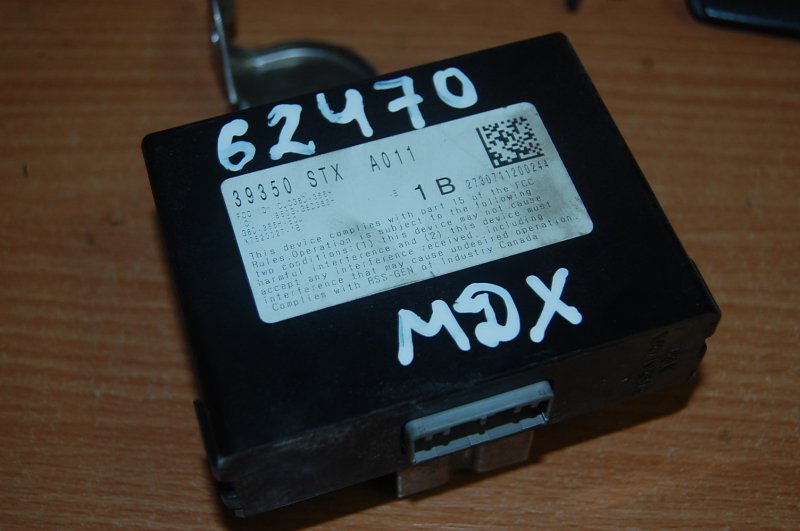 62470
39350 STX A011
1 B 2730711200244
This device complies with part 15 of the FCC
Rules Operation is subject to the following
two conditions:(1) this device may not cause
harmful interference and (2) this device must
accept any interference received, including
interference that may cause undesired operation.
Complies with RSS-GEN of Industry Canada
MDX